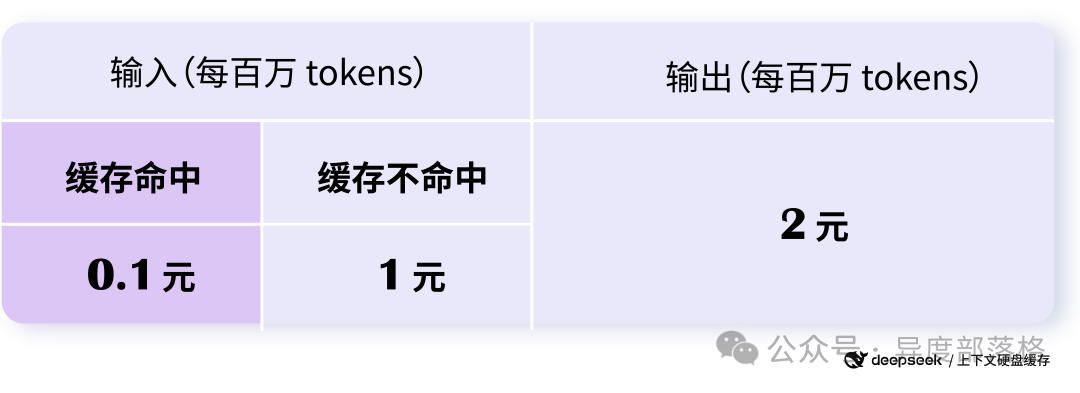 输入（每百万 tokens）
输出（每百万 tokens）
缓存命中
缓存不命中
2 元
0.1 元
1 元
公众号 · 异度部落格
deepseek / 上下文硬盘缓存